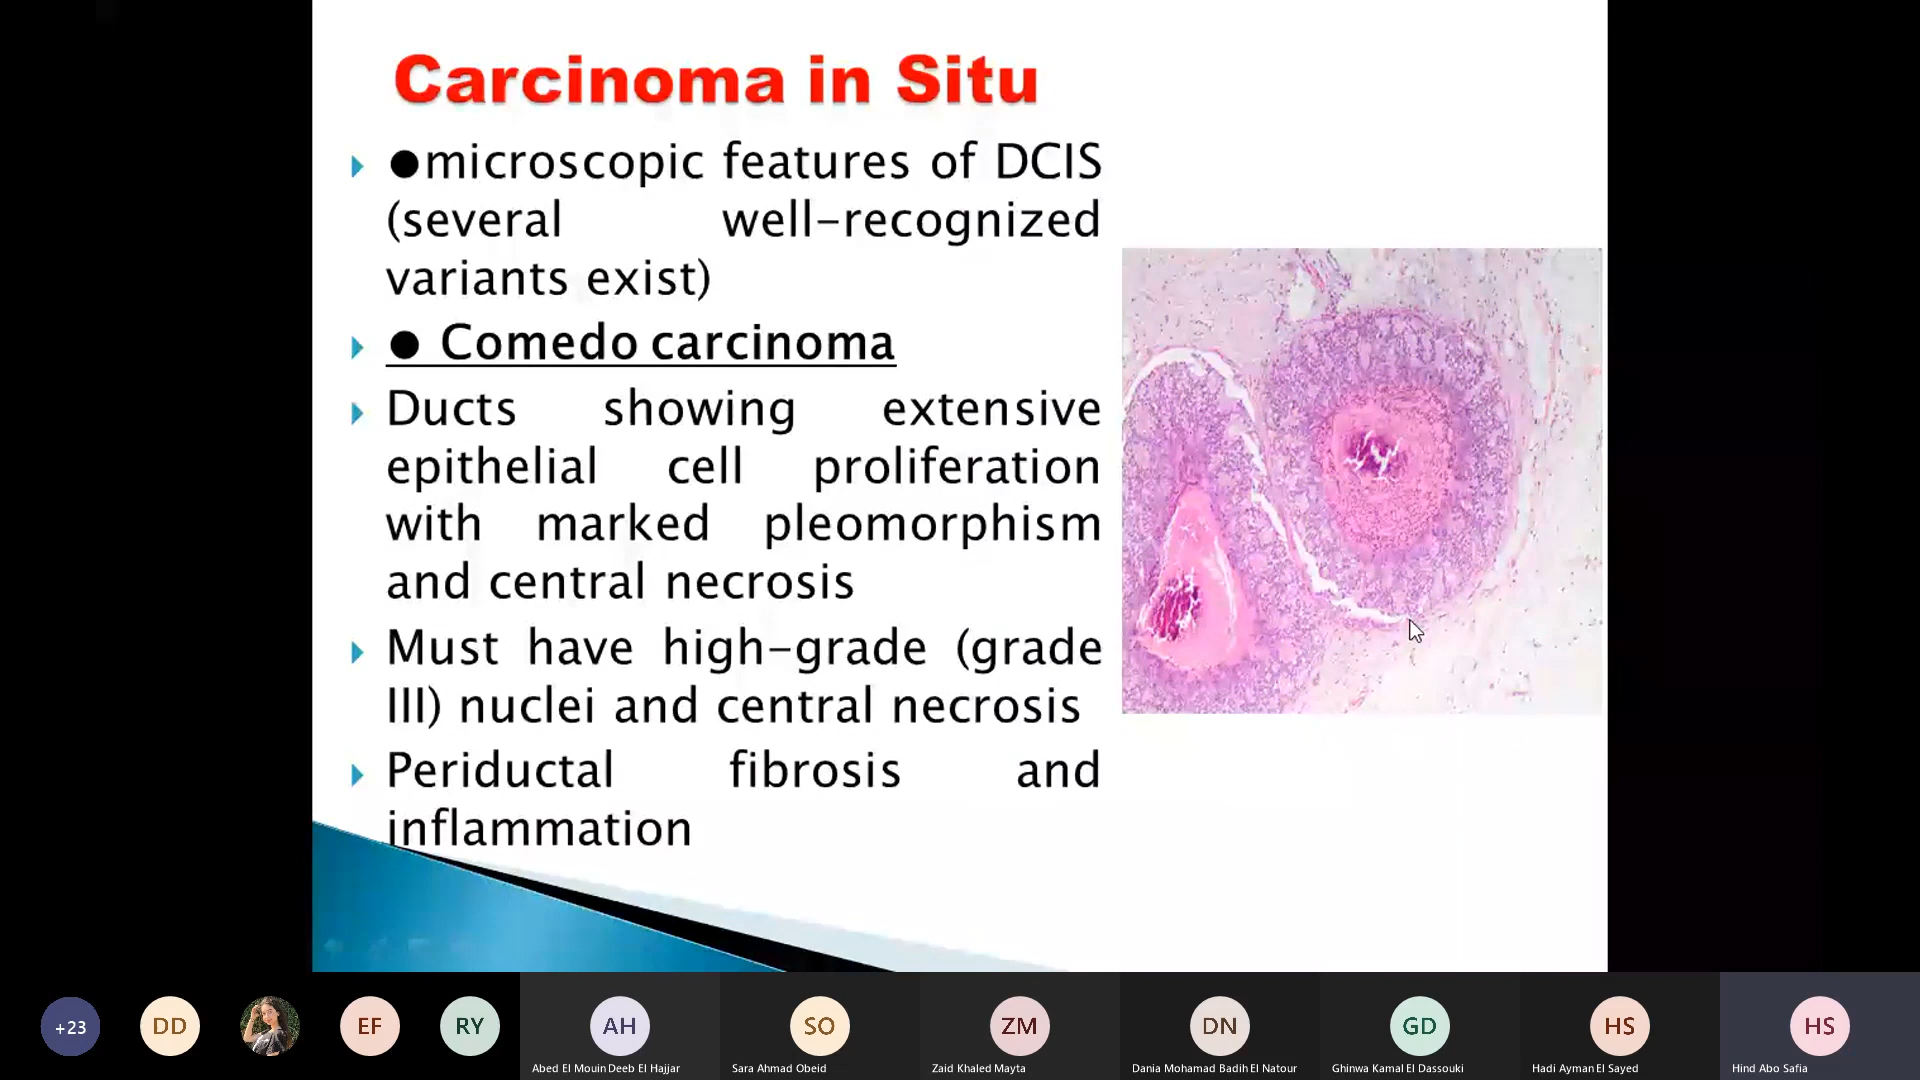 Carcinoma in Situ
●microscopic features of DCIS
(several well-recognized
variants exist)
● Comedo carcinoma
Ducts showing extensive
epithelial cell proliferation
with marked pleomorphism
and central necrosis
Must have high-grade (grade
III) nuclei and central necrosis
Periductal fibrosis and
inflammation
+23
DD
EF
RY
AH
SO
ZM
DN
GD
HS
HS
Abed El Mouin Deeb El Hajjar
Sara Ahmad Obeid
Zaid Khaled Mayta
Dania Mohamad Badih El Natour
Ghinwa Kamal El Dassouki
Hadi Ayman El Sayed
Hind Abo Safia